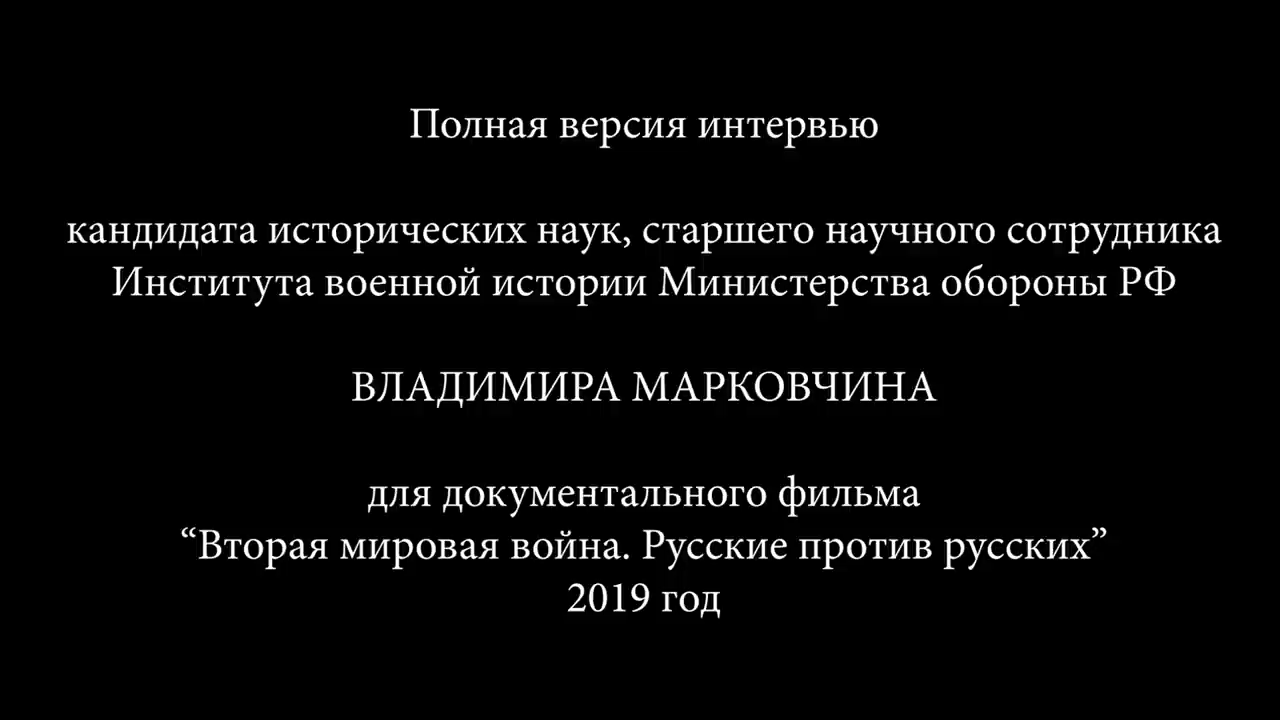 Полная версия интервью
кандидата исторических наук, старшего научного сотрудника
Института военной истории Министерства обороны РФ
ВЛАДИМИРА МАРКОВЧИНА
для документального фильма
“Вторая мировая война. Русские против русских”
2019 год